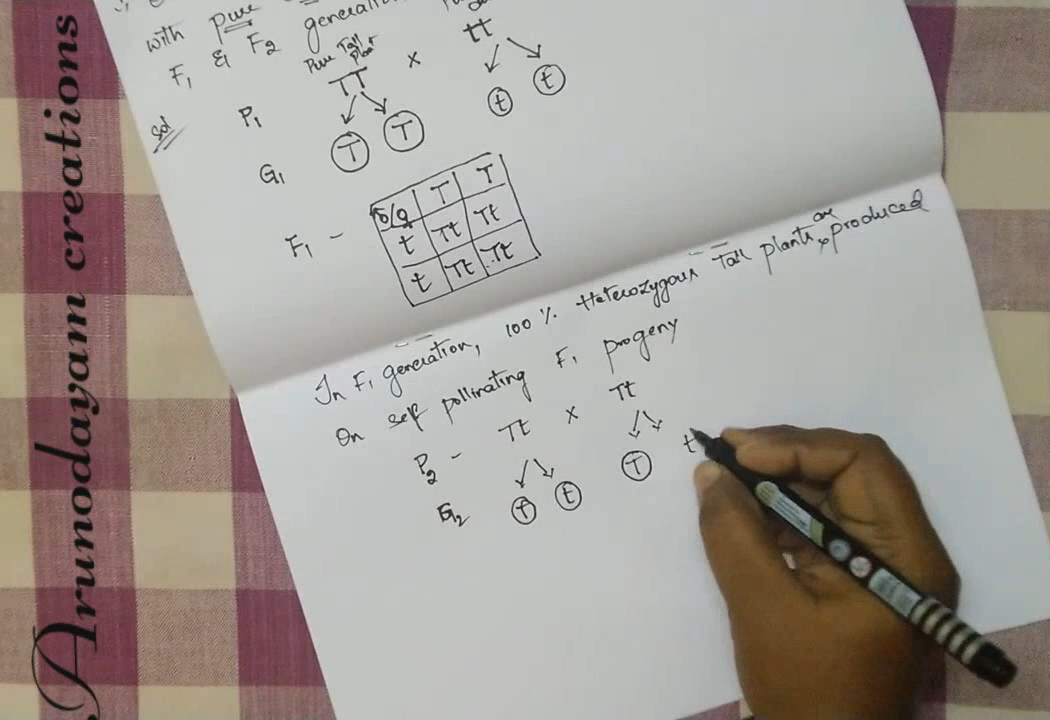 with pure
F₁ & F₂ generation
Sol
Pure Tall
plant
P₁ TT × tt
G₁ T T t t
F₁ - ♂/♀ T T
t Tt Tt
t Tt Tt
In F₁ generation, 100% Heterozygous Tall plants are produced
On self pollinating F₁ progeny
P₂ - Tt × Tt
G₂ T t T t
Arunodayam creations